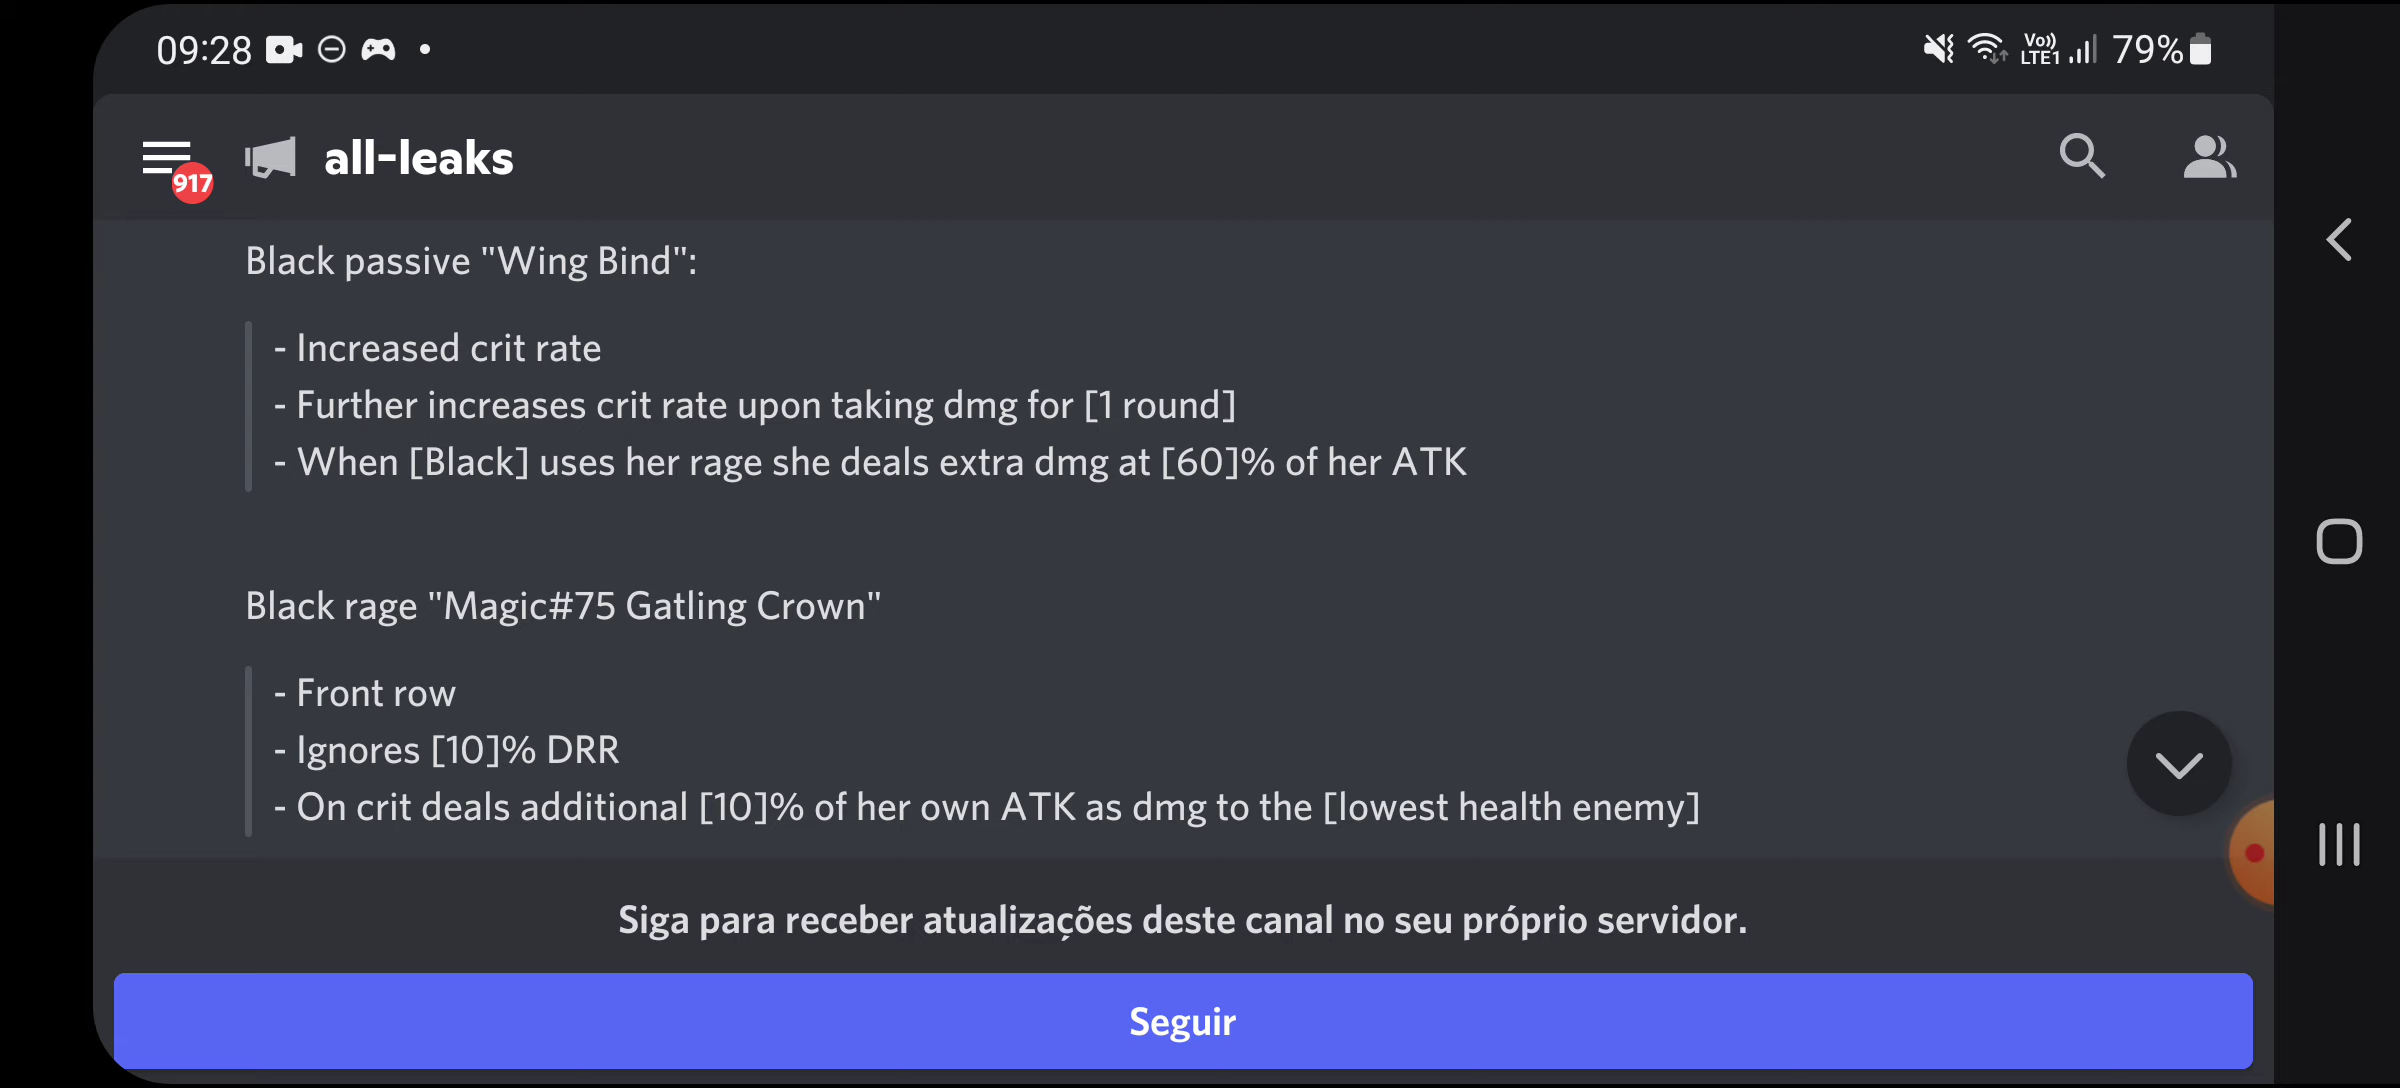 09:28
Vo)) LTE1 79%
917 all-leaks
Black passive "Wing Bind":
- Increased crit rate
- Further increases crit rate upon taking dmg for [1 round]
- When [Black] uses her rage she deals extra dmg at [60]% of her ATK
Black rage "Magic#75 Gatling Crown"
- Front row
- Ignores [10]% DRR
- On crit deals additional [10]% of her own ATK as dmg to the [lowest health enemy]
Siga para receber atualizações deste canal no seu próprio servidor.
Seguir